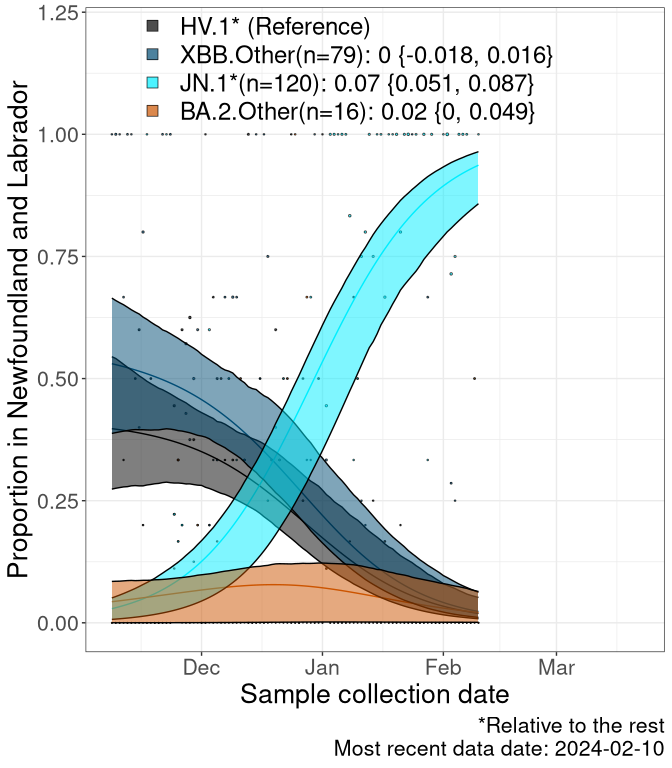 1.25
HV.1* (Reference)
XBB.Other(n=79): 0 {-0.018, 0.016}
JN.1*(n=120): 0.07 {0.051, 0.087}
BA.2.Other(n=16): 0.02 {0, 0.049}
1.00
0.75
0.50
0.25
0.00
Proportion in Newfoundland and Labrador
Dec Jan Feb Mar
Sample collection date
*Relative to the rest
Most recent data date: 2024-02-10